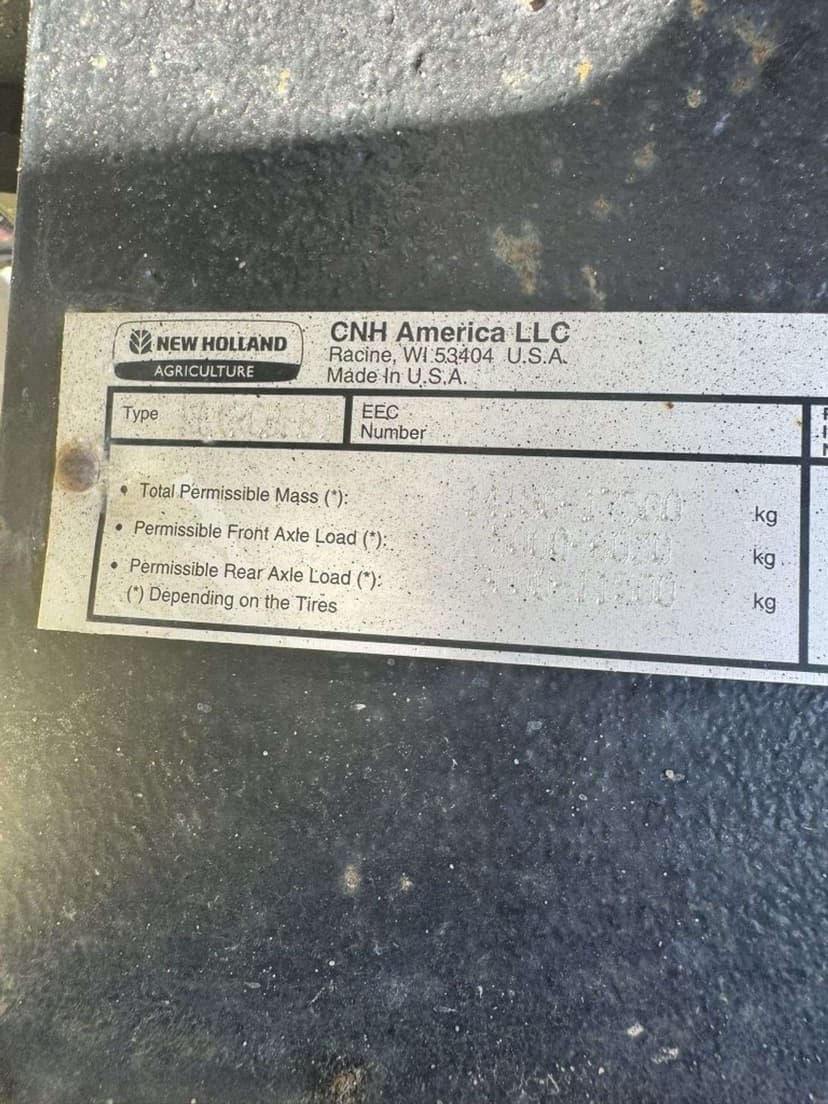 NEW HOLLAND
AGRICULTURE
CNH America LLC
Racine, WI 53404 U.S.A.
Made In U.S.A.
Type
EEC
Number
• Total Permissible Mass (*): kg
• Permissible Front Axle Load (*): kg
• Permissible Rear Axle Load (*): kg
(*) Depending on the Tires